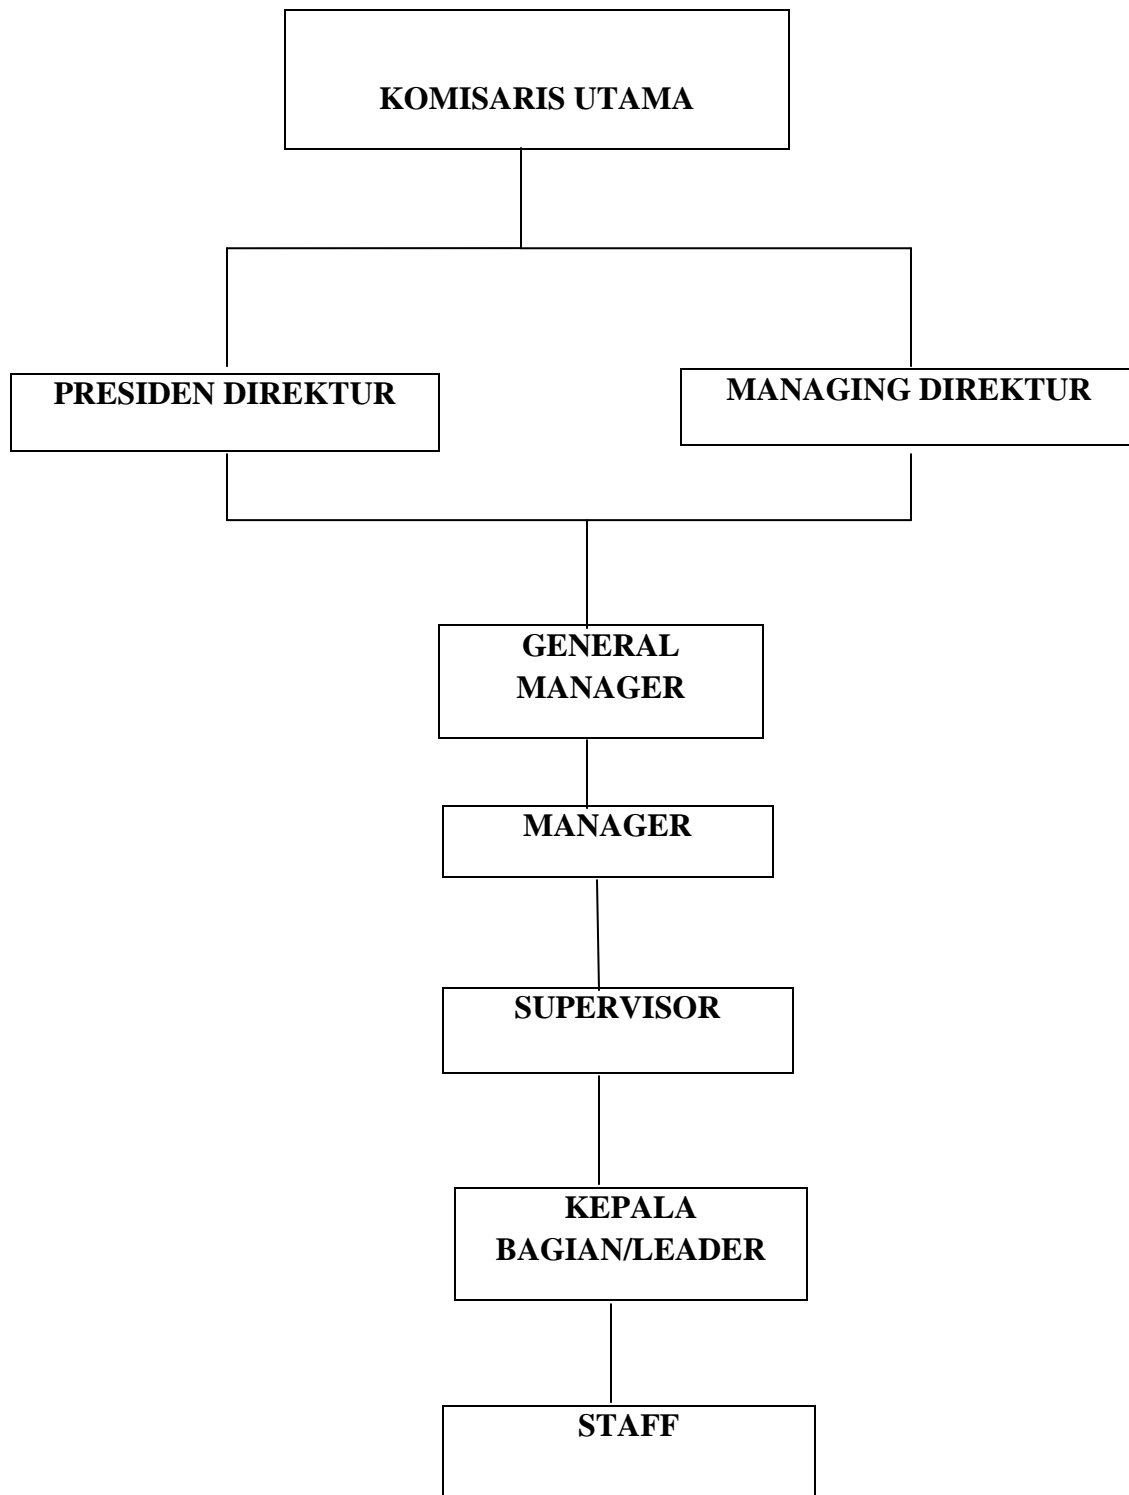 KOMISARIS UTAMA
PRESIDEN DIREKTUR
MANAGING DIREKTUR
GENERAL
MANAGER
MANAGER
SUPERVISOR
KEPALA
BAGIAN/LEADER
STAFF